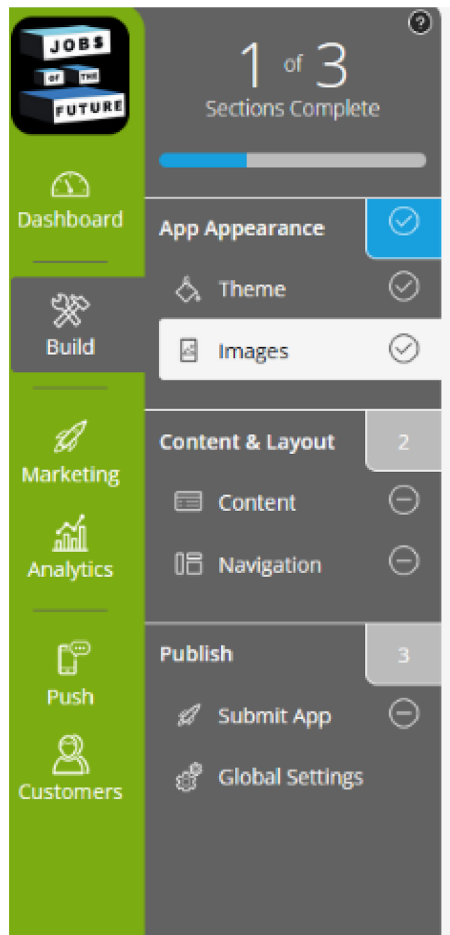 JOBS
OF THE
FUTURE
Dashboard
Build
Marketing
Analytics
Push
Customers
?
1 of 3
Sections Complete
App Appearance
Theme
Images
Content & Layout 2
Content
Navigation
Publish 3
Submit App
Global Settings